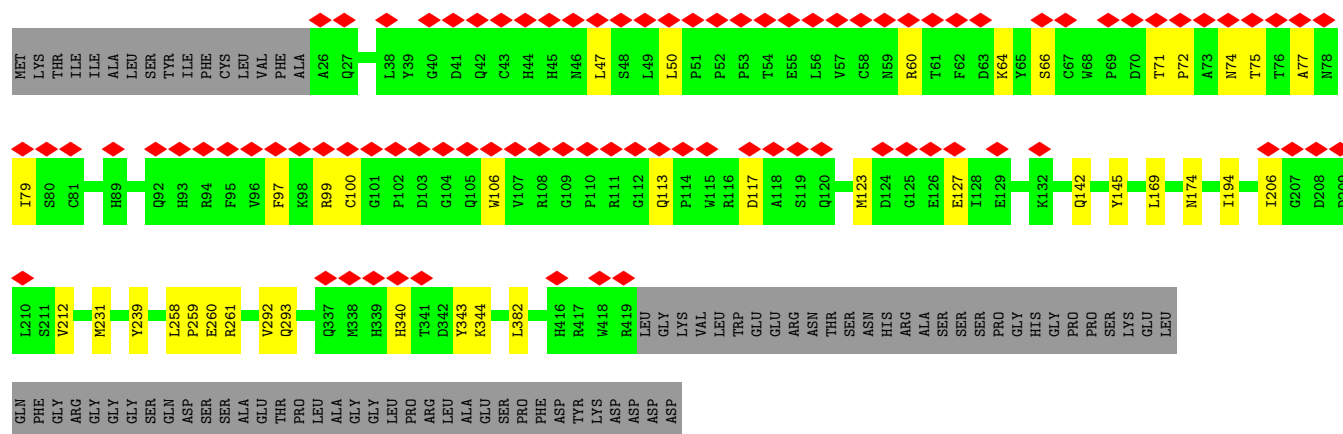 MET LYS THR ILE ILE ALA LEU SER TYR ILE PHE CYS LEU VAL PHE ALA A26 Q27 L38 Y39 G40 D41 Q42 C43 H44 H45 N46 L47 S48 L49 L50 P51 P52 P53 T54 E55 L56 V57 C58 N59 R60 T61 F62 D63 K64 Y65 S66 C67 W68 P69 D70 T71 P72 A73 N74 T75 T76 A77 N78
I79 S80 C81 H89 Q92 H93 R94 F95 V96 F97 K98 R99 C100 G101 P102 D103 G104 Q105 W106 V107 R108 G109 P110 R111 G112 Q113 P114 W115 R116 D117 A118 S119 Q120 M123 D124 G125 E126 E127 I128 E129 K132 Q142 Y145 L169 N174 I194 I206 G207 D208
L210 S211 V212 M231 Y239 L258 P259 E260 R261 V292 Q293 Q337 M338 H339 H340 T341 D342 Y343 K344 L382 H416 R417 W418 R419 LEU GLY LYS VAL LEU TRP GLU GLU ARG ASN THR SER ASN HIS ARG ALA SER SER SER PRO GLY HIS GLY PRO PRO SER LYS GLU LEU
GLN PHE GLY ARG GLY GLY GLY SER GLN ASP SER SER ALA GLU THR PRO LEU ALA GLY GLY LEU PRO ARG LEU ALA GLU SER PRO PHE ASP TYR LYS ASP ASP ASP ASP